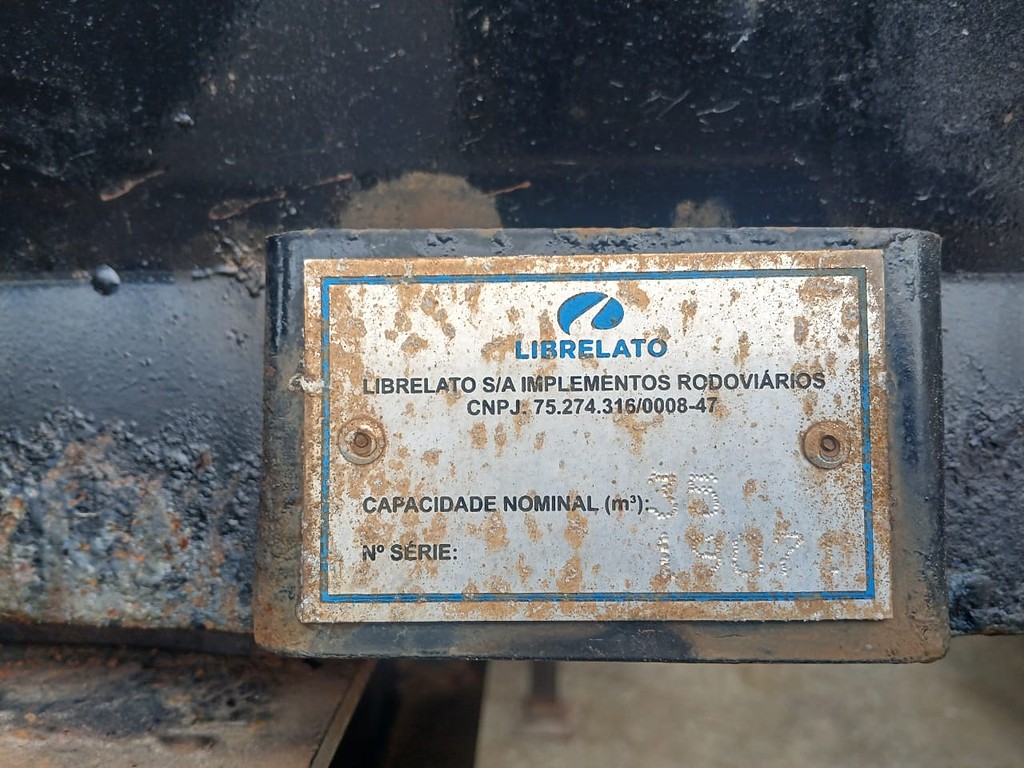 LIBRELATO
LIBRELATO S/A IMPLEMENTOS RODOVIÁRIOS
CNPJ. 75.274.316/0008-47
CAPACIDADE NOMINAL (m³): 35
Nº SÉRIE: